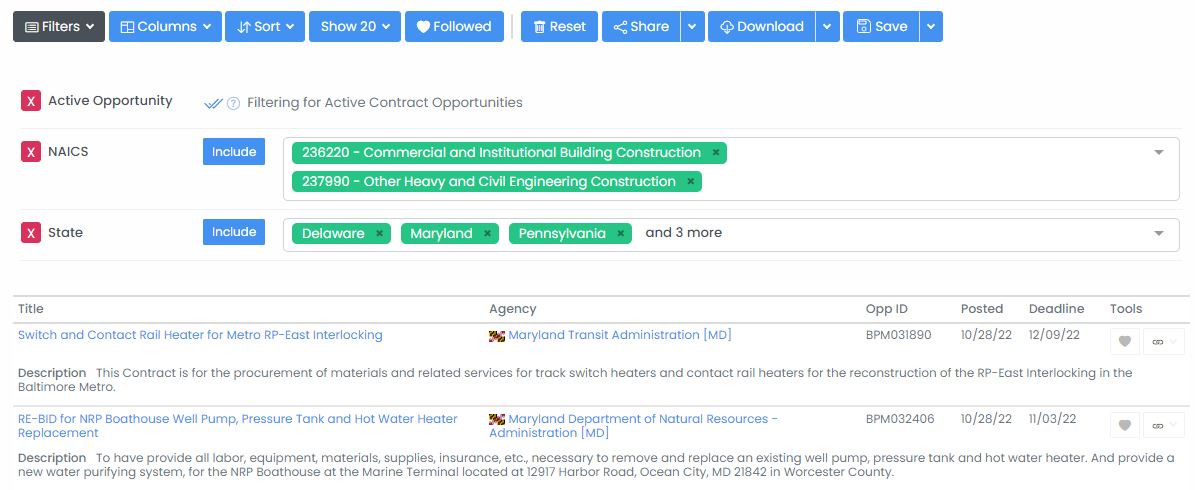 Filters Columns Sort Show 20 Followed Reset Share Download Save
X Active Opportunity ? Filtering for Active Contract Opportunities
X NAICS Include 236220 - Commercial and Institutional Building Construction ×
237990 - Other Heavy and Civil Engineering Construction ×
X State Include Delaware × Maryland × Pennsylvania × and 3 more
Title Agency Opp ID Posted Deadline Tools
Switch and Contact Rail Heater for Metro RP-East Interlocking Maryland Transit Administration [MD] BPM031890 10/28/22 12/09/22
Description This Contract is for the procurement of materials and related services for track switch heaters and contact rail heaters for the reconstruction of the RP-East Interlocking in the
Baltimore Metro.
RE-BID for NRP Boathouse Well Pump, Pressure Tank and Hot Water Heater Maryland Department of Natural Resources - BPM032406 10/28/22 11/03/22
Replacement Administration [MD]
Description To have provide all labor, equipment, materials, supplies, insurance, etc., necessary to remove and replace an existing well pump, pressure tank and hot water heater. And provide a
new water purifying system, for the NRP Boathouse at the Marine Terminal located at 12917 Harbor Road, Ocean City, MD 21842 in Worcester County.